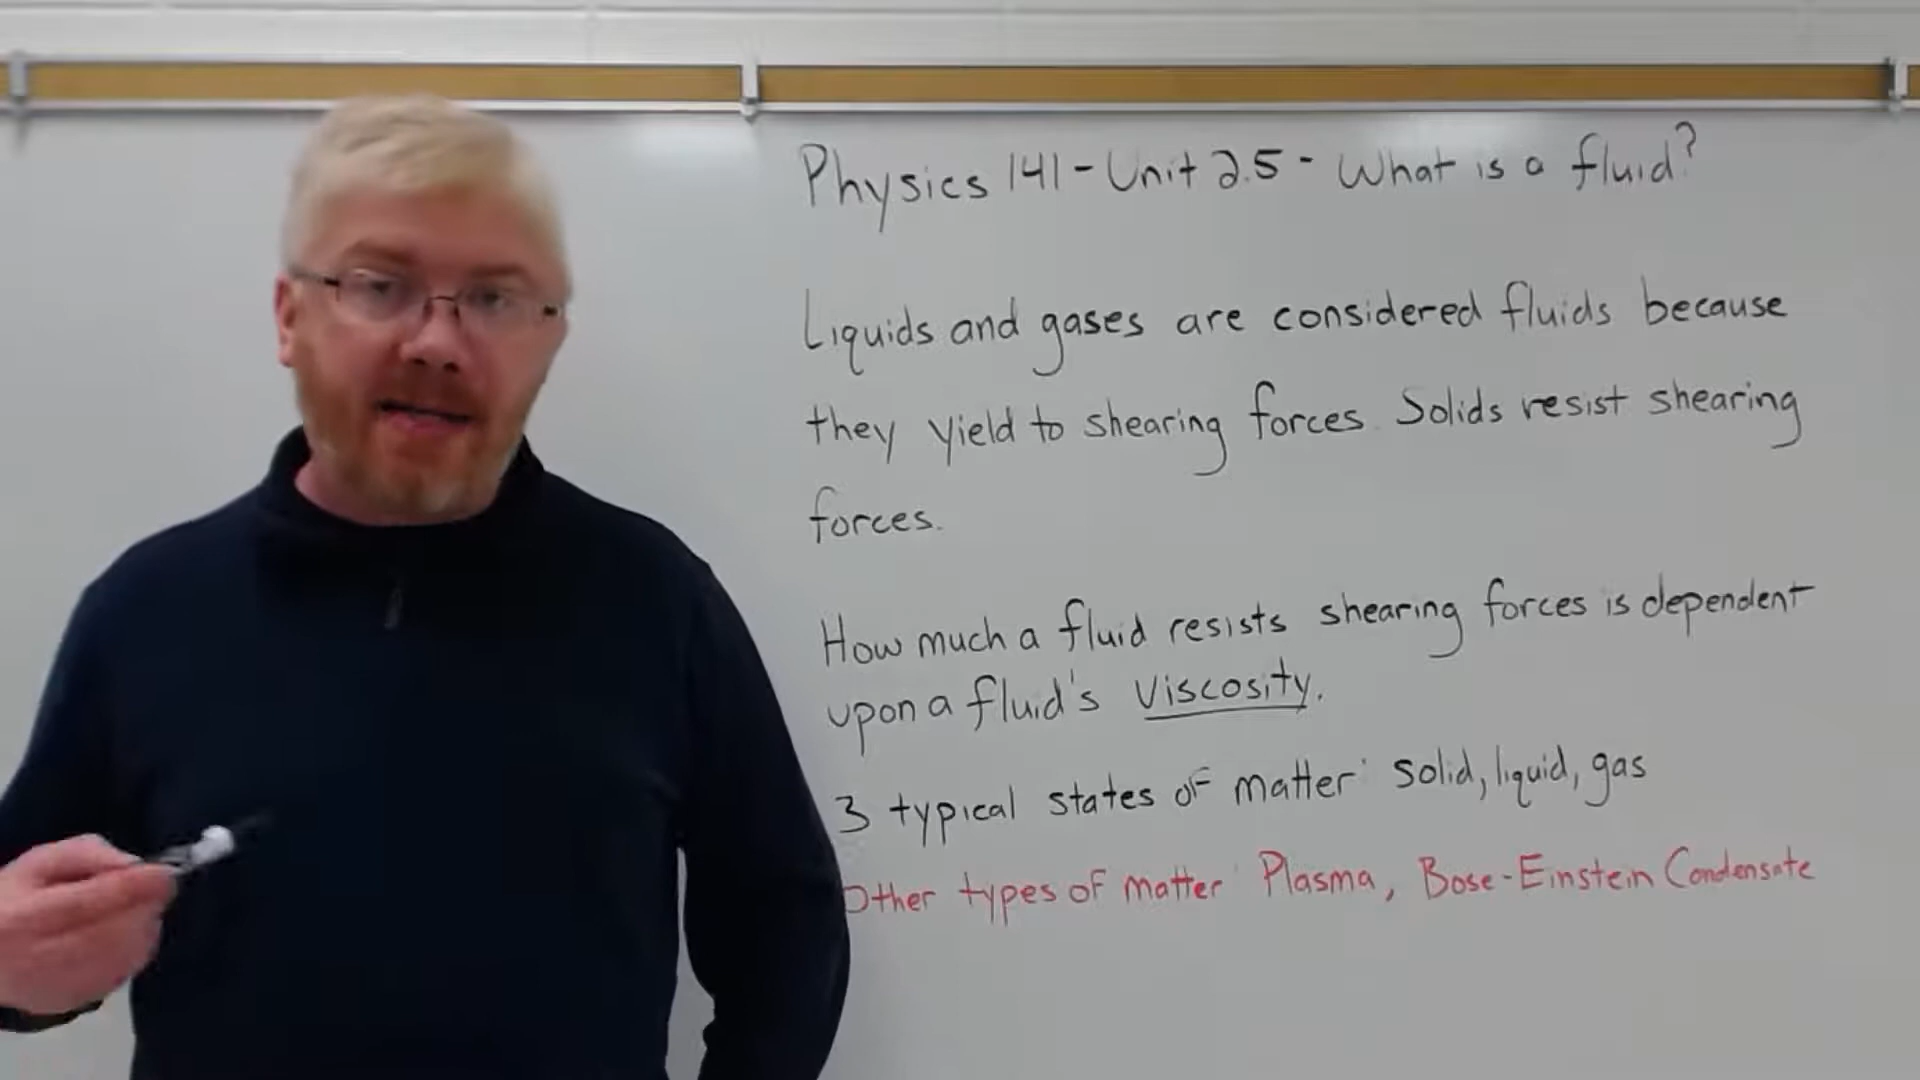 Physics 141 - Unit 2.5 - What is a fluid?
Liquids and gases are considered fluids because
they yield to shearing forces. Solids resist shearing
forces.
How much a fluid resists shearing forces is dependent
upon a fluid's viscosity.
3 typical states of matter: solid, liquid, gas
Other types of matter: Plasma, Bose-Einstein Condensate